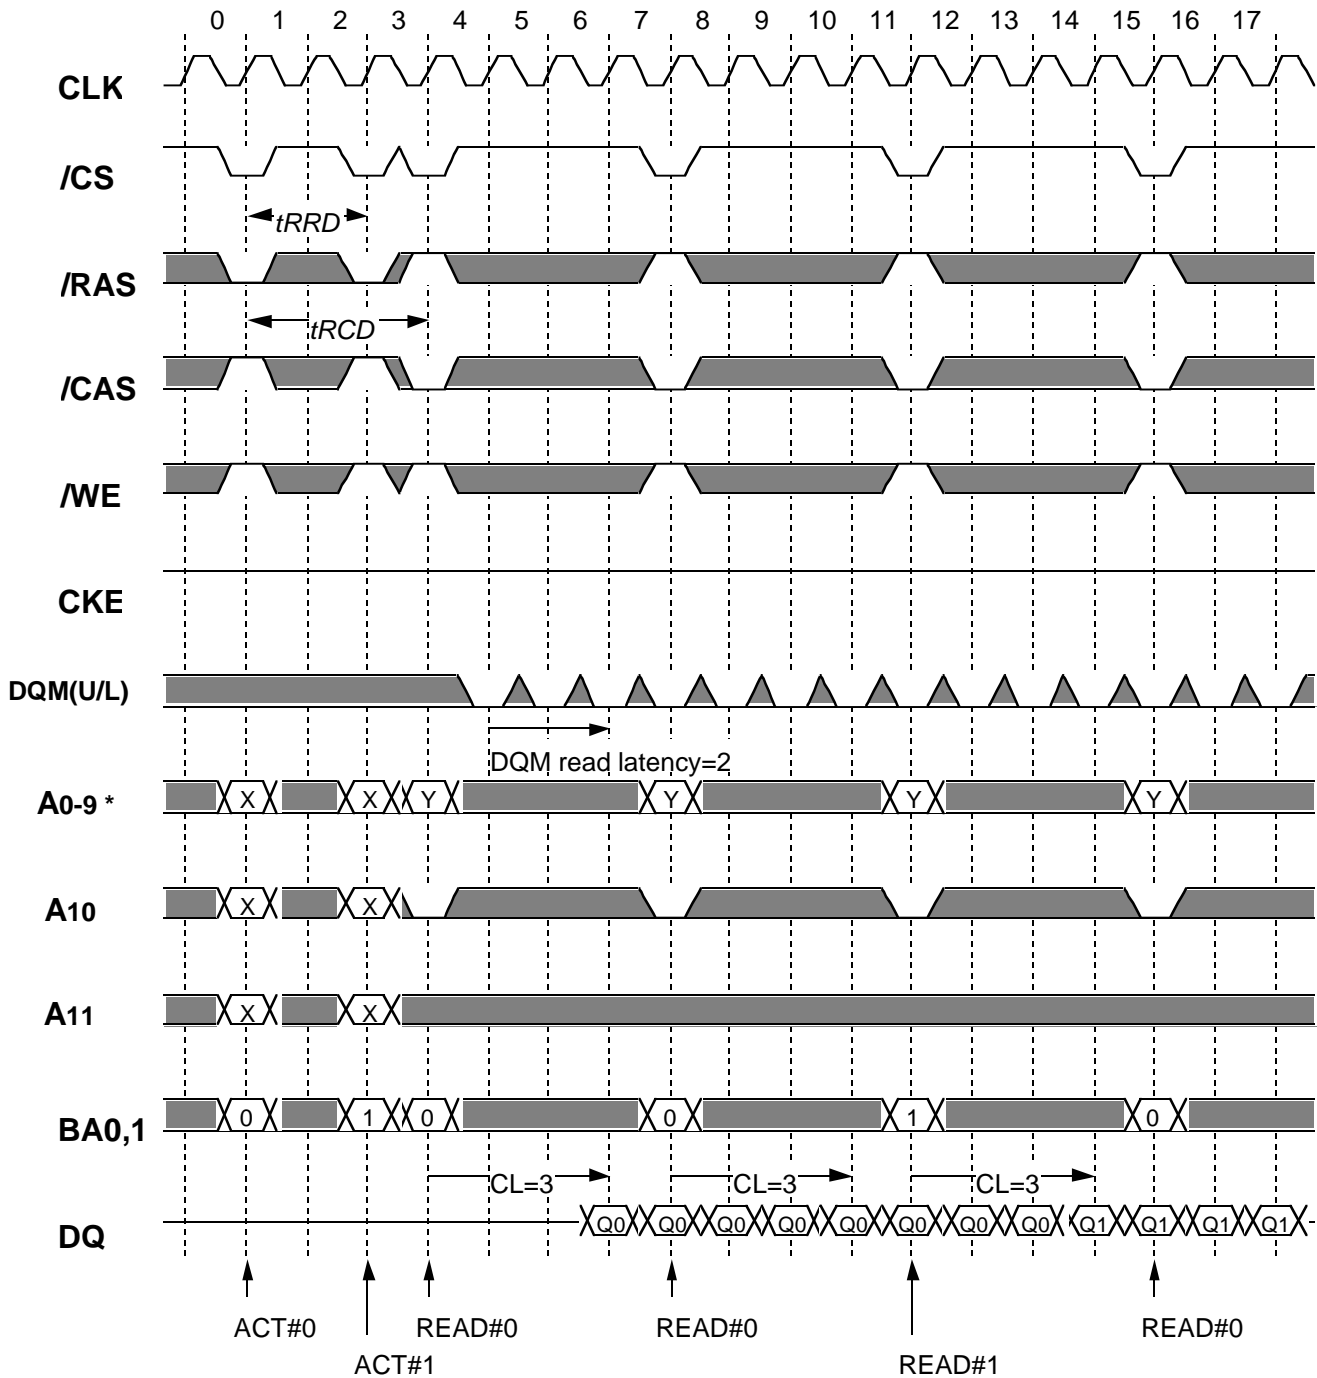 0 1 2 3 4 5 6 7 8 9 10 11 12 13 14 15 16 17
CLK
/CS
tRRD
/RAS
tRCD
/CAS
/WE
CKE
DQM(U/L)
DQM read latency=2
A0-9 * X X Y Y Y Y
A10 X X
A11 X X
BA0,1 0 1 0 0 1 0
CL=3 CL=3 CL=3
DQ Q0 Q0 Q0 Q0 Q0 Q0 Q0 Q0 Q1 Q1 Q1 Q1
ACT#0 READ#0 READ#0 READ#0
ACT#1 READ#1